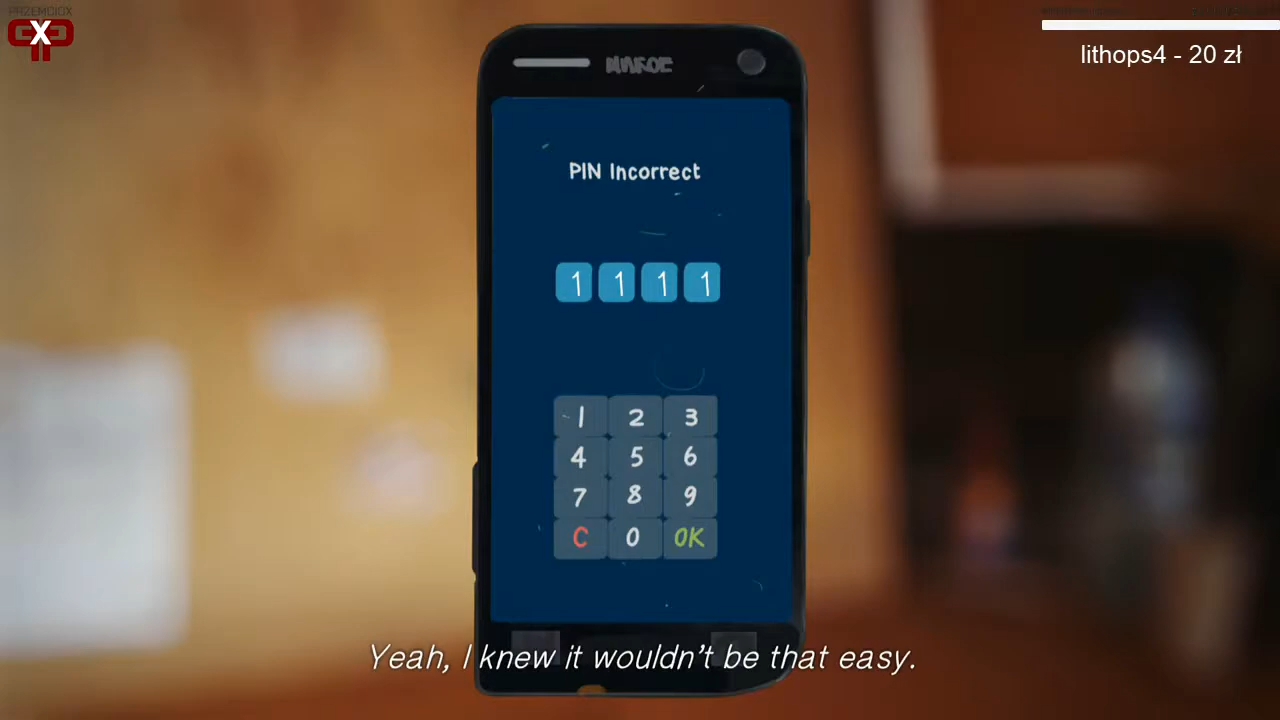 PRZEMCIOX
lithops4 - 20 zł
PIN Incorrect
1 1 1 1
1 2 3
4 5 6
7 8 9
C 0 OK
Yeah, I knew it wouldn't be that easy.